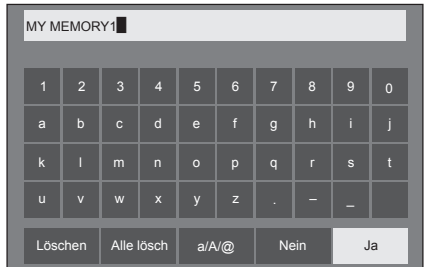 MY MEMORY1
1 2 3 4 5 6 7 8 9 0
a b c d e f g h i j
k l m n o p q r s t
u v w x y z . – _
Löschen Alle lösch a/A/@ Nein Ja